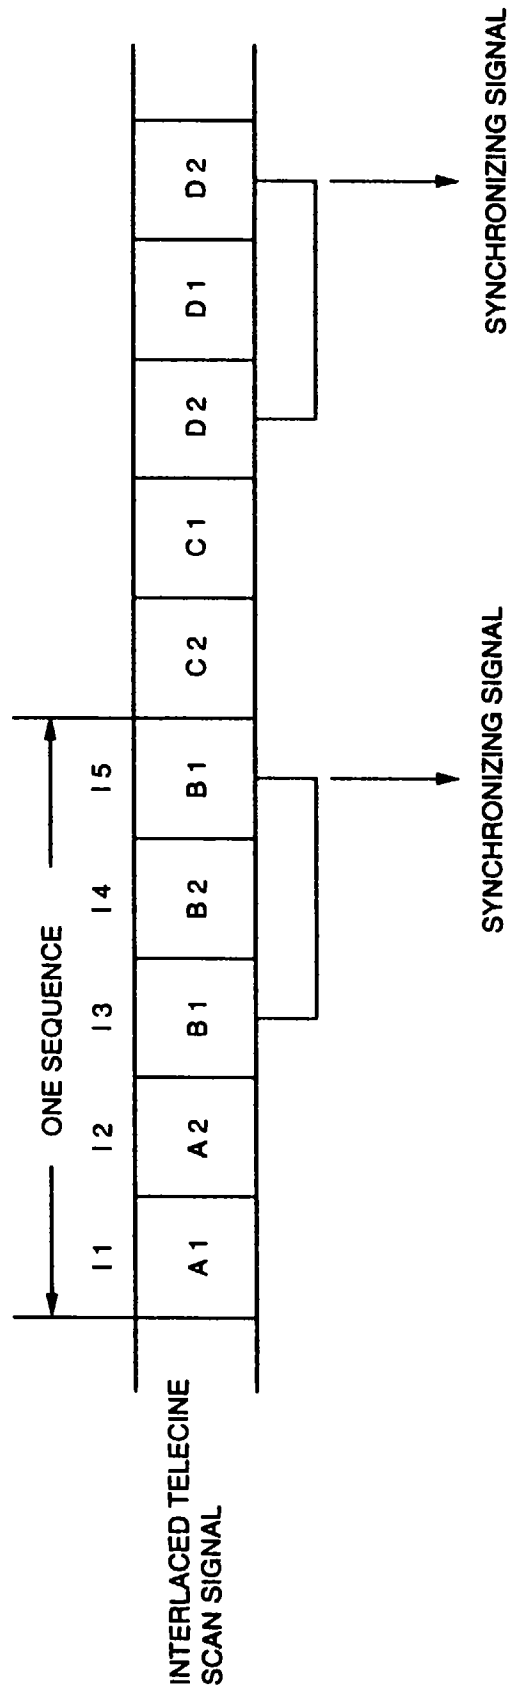 ONE SEQUENCE
I1 I2 I3 I4 I5
INTERLACED TELECINE
SCAN SIGNAL
A1 A2 B1 B2 B1 C2 C1 D2 D1 D2
SYNCHRONIZING SIGNAL
SYNCHRONIZING SIGNAL